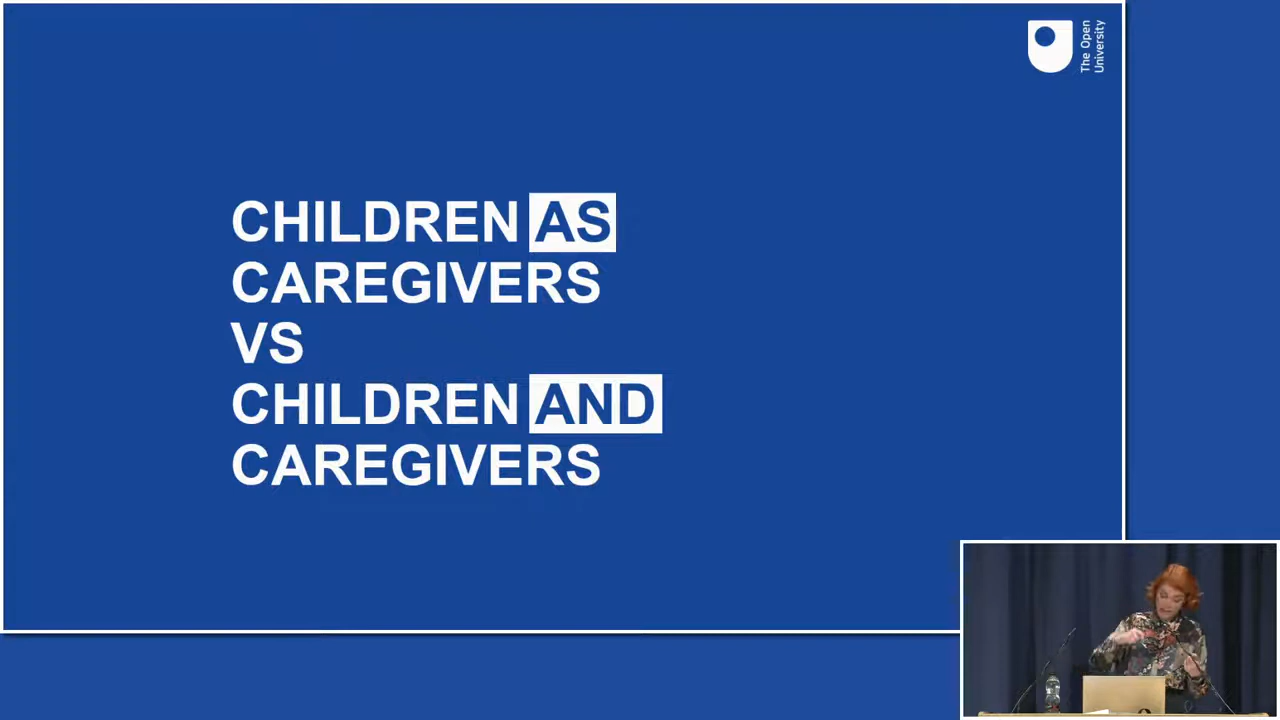 The Open
University
CHILDREN AS
CAREGIVERS
VS
CHILDREN AND
CAREGIVERS